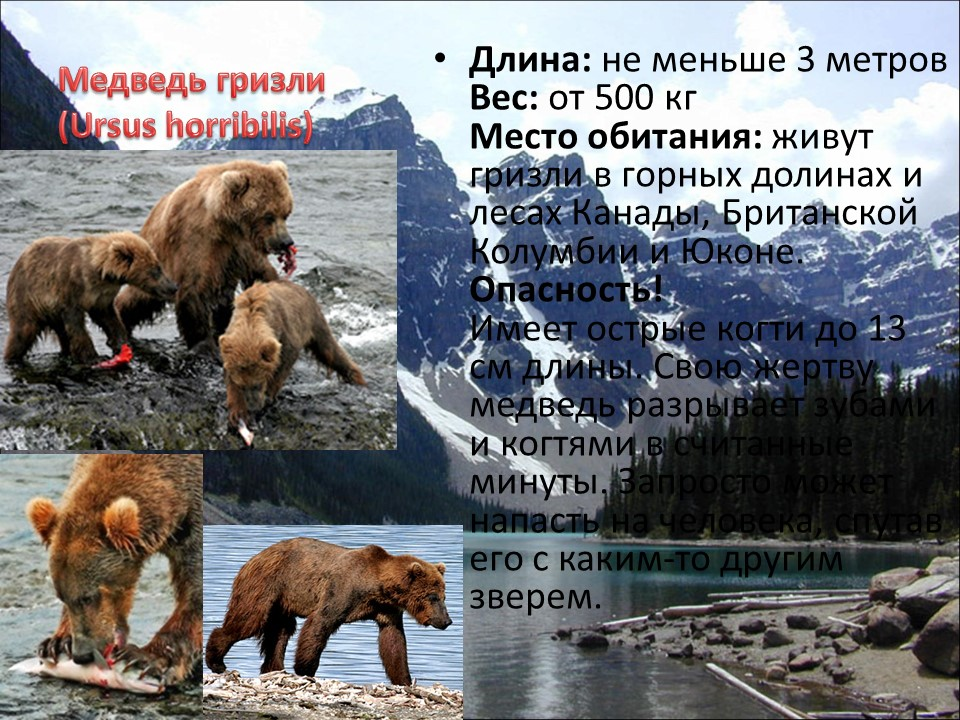 Медведь гризли
(Ursus horribilis)
• Длина: не меньше 3 метров
Вес: от 500 кг
Место обитания: живут
гризли в горных долинах и
лесах Канады, Британской
Колумбии и Юконе.
Опасность!
Имеет острые когти до 13
см длины. Свою жертву
медведь разрывает зубами
и когтями в считанные
минуты. Запросто может
напасть на человека, спутав
его с каким-то другим
зверем.